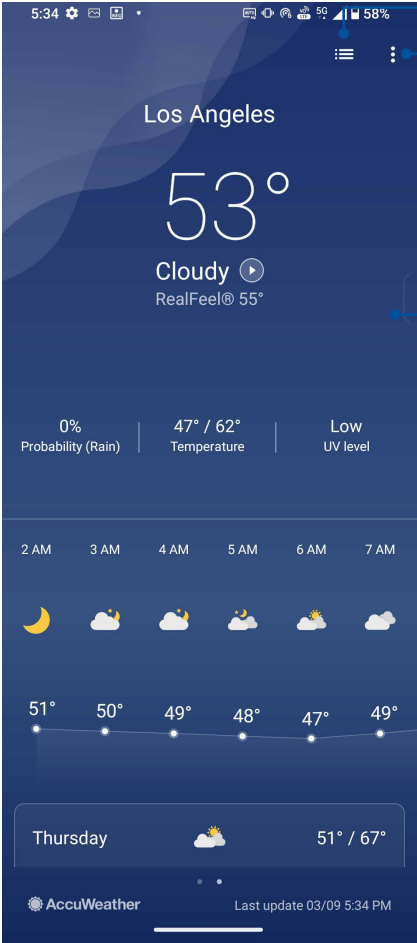 5:34 5G 58%
Los Angeles
53°
Cloudy
RealFeel® 55°
0% 47° / 62° Low
Probability (Rain) Temperature UV level
2 AM 3 AM 4 AM 5 AM 6 AM 7 AM
51° 50° 49° 48° 47° 49°
Thursday 51° / 67°
AccuWeather Last update 03/09 5:34 PM